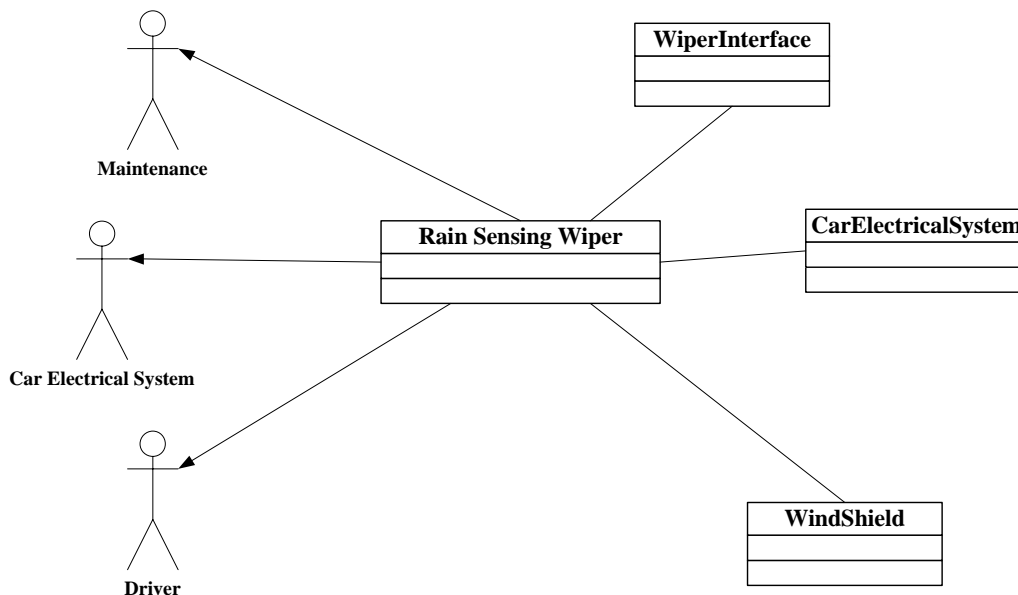 WiperInterface
Maintenance
CarElectricalSystem
Rain Sensing Wiper
Car Electrical System
WindShield
Driver